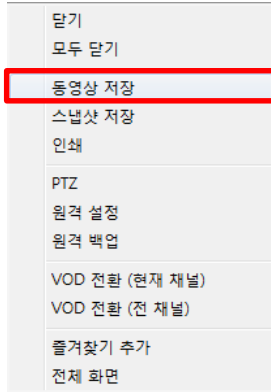 닫기
모두 닫기
동영상 저장
스냅샷 저장
인쇄
PTZ
원격 설정
원격 백업
VOD 전환 (현재 채널)
VOD 전환 (전 채널)
즐겨찾기 추가
전체 화면